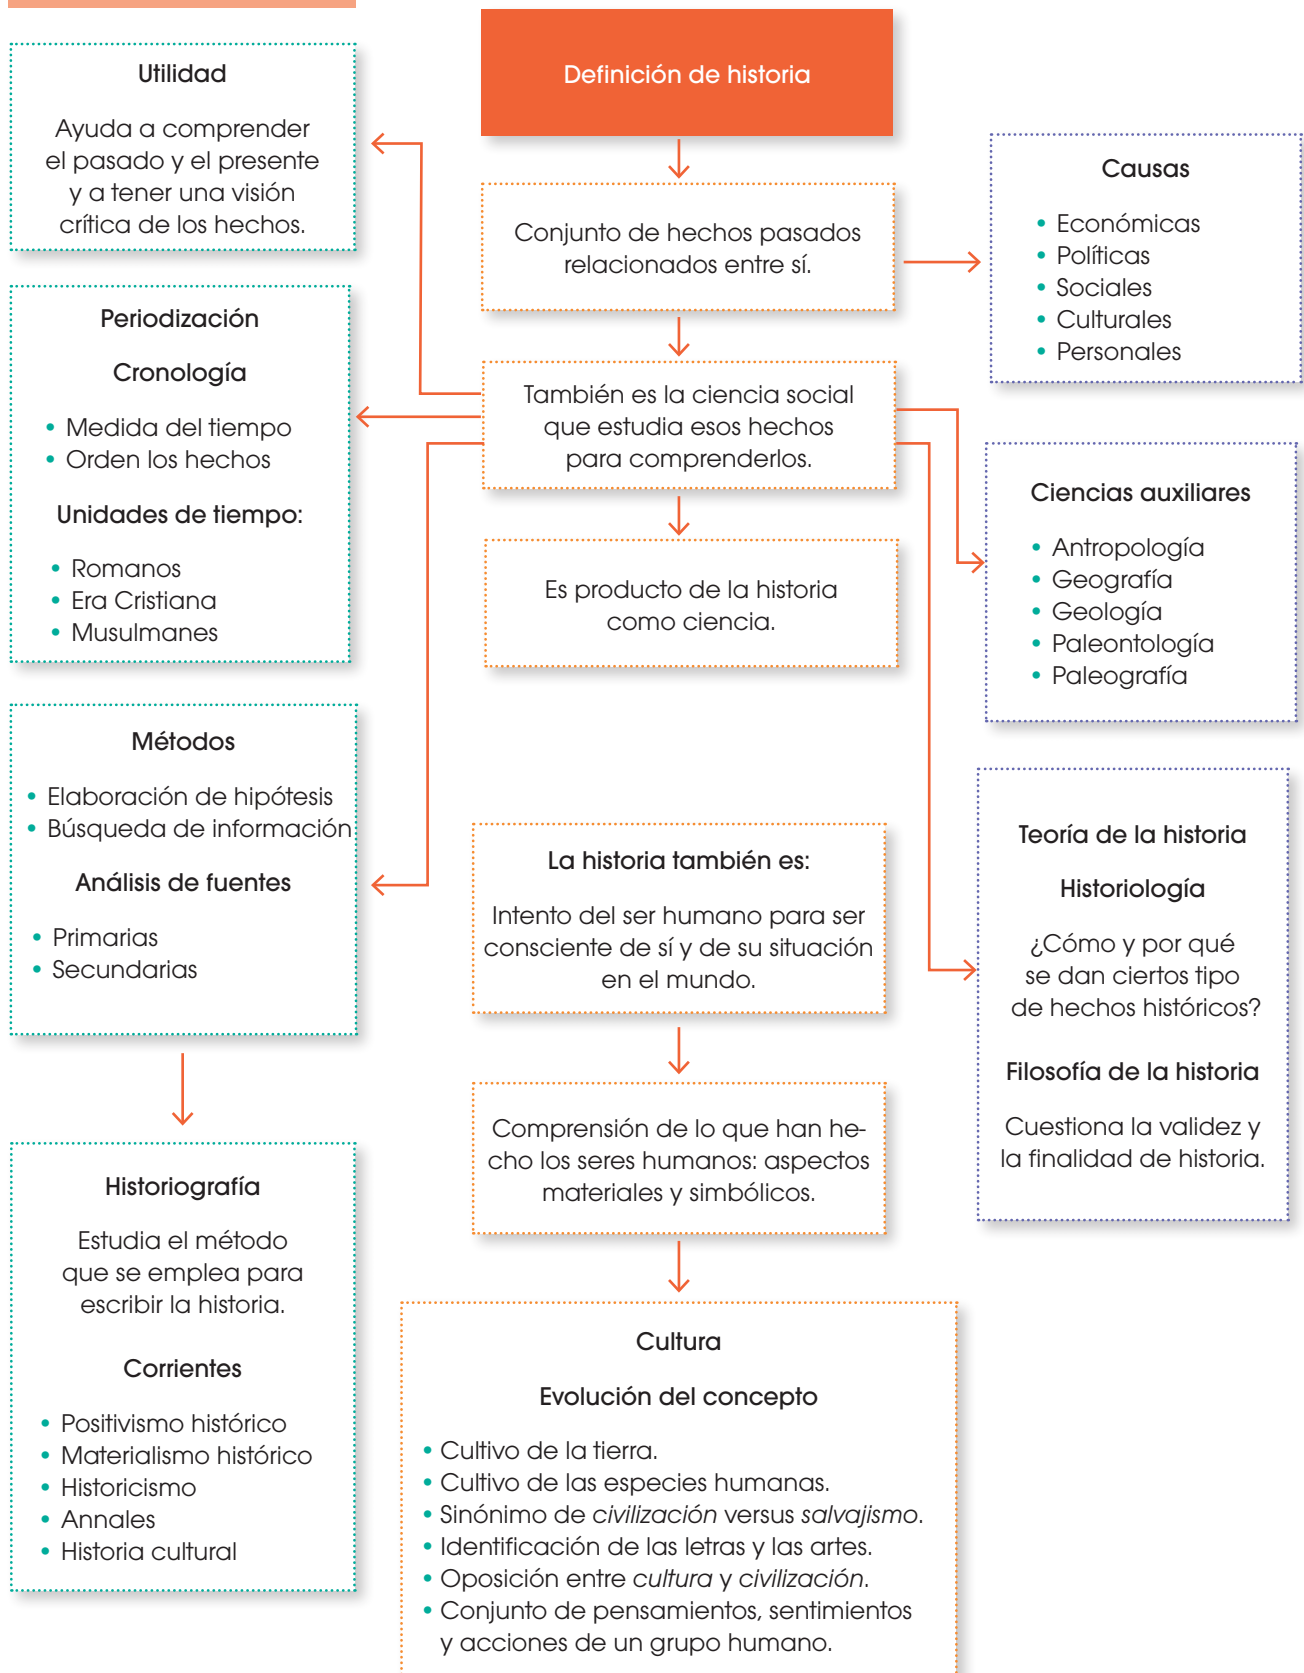 Definición de historia
Utilidad
Ayuda a comprender
el pasado y el presente
y a tener una visión
crítica de los hechos.
Conjunto de hechos pasados
relacionados entre sí.
Causas
• Económicas
• Políticas
• Sociales
• Culturales
• Personales
Periodización
Cronología
• Medida del tiempo
• Orden los hechos
Unidades de tiempo:
• Romanos
• Era Cristiana
• Musulmanes
También es la ciencia social
que estudia esos hechos
para comprenderlos.
Ciencias auxiliares
• Antropología
• Geografía
• Geología
• Paleontología
• Paleografía
Es producto de la historia
como ciencia.
Métodos
• Elaboración de hipótesis
• Búsqueda de información
Análisis de fuentes
• Primarias
• Secundarias
La historia también es:
Intento del ser humano para ser
consciente de sí y de su situación
en el mundo.
Teoría de la historia
Historiología
¿Cómo y por qué
se dan ciertos tipo
de hechos históricos?
Filosofía de la historia
Cuestiona la validez y
la finalidad de historia.
Comprensión de lo que han he-
cho los seres humanos: aspectos
materiales y simbólicos.
Historiografía
Estudia el método
que se emplea para
escribir la historia.
Corrientes
• Positivismo histórico
• Materialismo histórico
• Historicismo
• Annales
• Historia cultural
Cultura
Evolución del concepto
• Cultivo de la tierra.
• Cultivo de las especies humanas.
• Sinónimo de civilización versus salvajismo.
• Identificación de las letras y las artes.
• Oposición entre cultura y civilización.
• Conjunto de pensamientos, sentimientos
y acciones de un grupo humano.